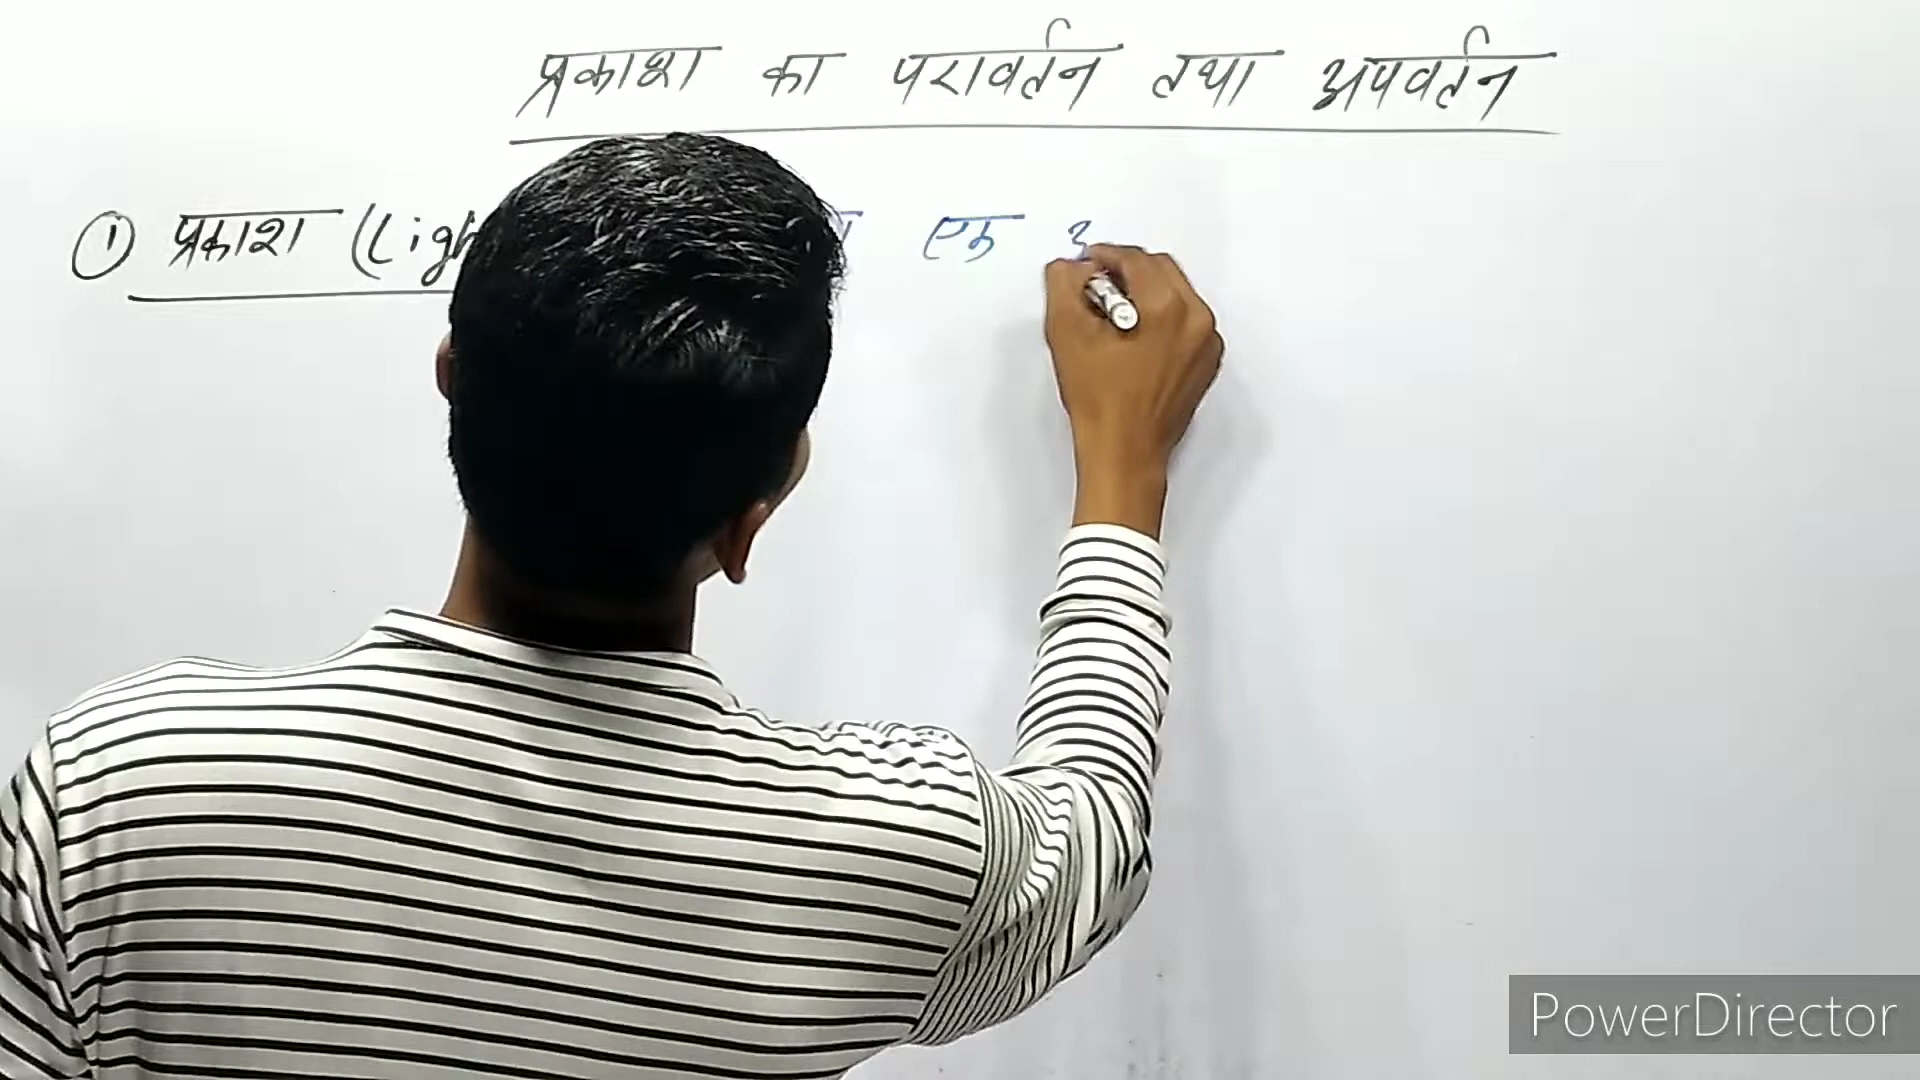 प्रकाश का परावर्तन तथा अपवर्तन
① प्रकाश (Ligh एक
PowerDirector